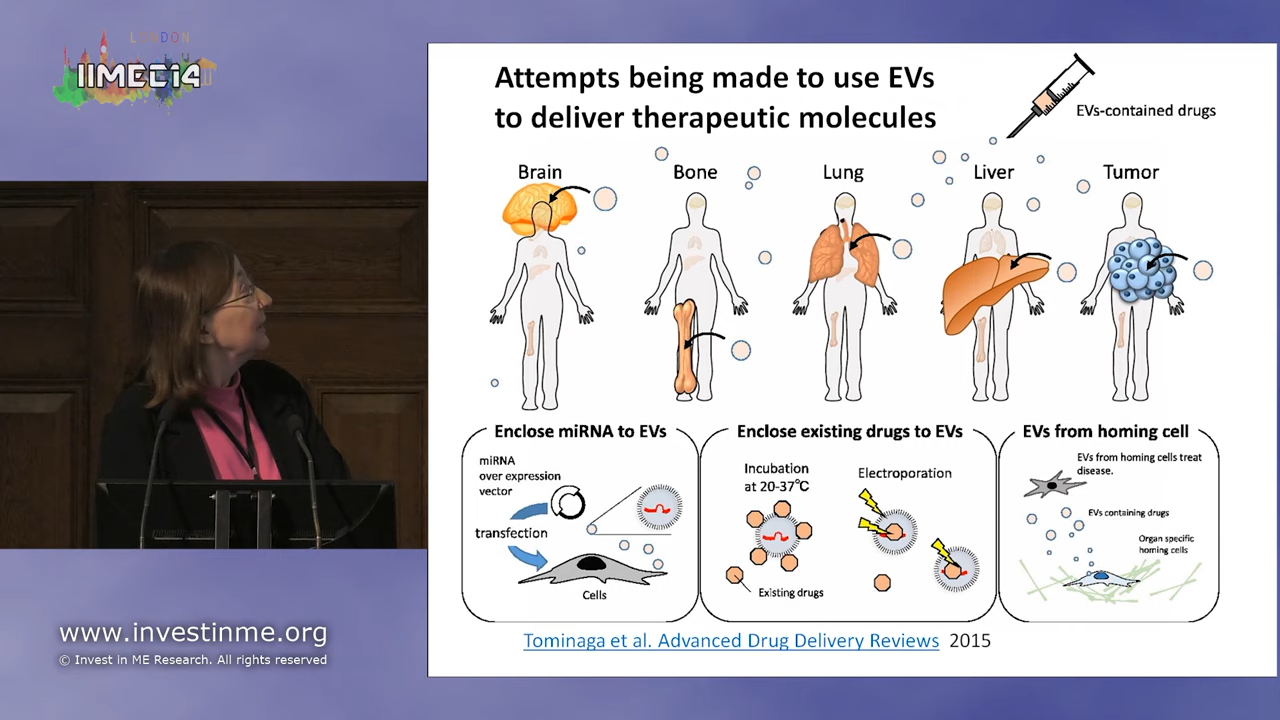 LONDON
IIMEC14
Attempts being made to use EVs
to deliver therapeutic molecules
EVs-contained drugs
Brain
Bone
Lung
Liver
Tumor
Enclose miRNA to EVs
miRNA
over expression
vector
transfection
Cells
Enclose existing drugs to EVs
Incubation
at 20-37℃
Electroporation
Existing drugs
EVs from homing cell
EVs from homing cells treat
disease.
EVs containing drugs
Organ specific
homing cells
Tominaga et al. Advanced Drug Delivery Reviews 2015
www.investinme.org
© Invest in ME Research. All rights reserved